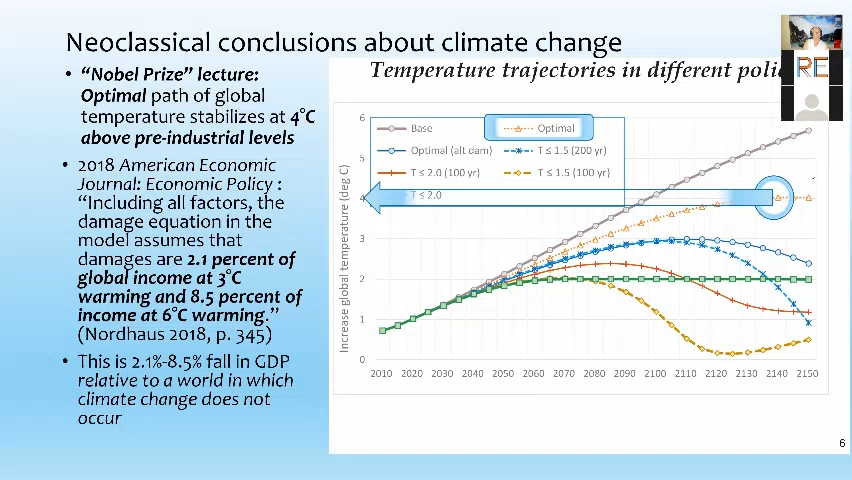 Neoclassical conclusions about climate change
• “Nobel Prize” lecture:
Optimal path of global
temperature stabilizes at 4°C
above pre-industrial levels
• 2018 American Economic
Journal: Economic Policy :
“Including all factors, the
damage equation in the
model assumes that
damages are 2.1 percent of
global income at 3°C
warming and 8.5 percent of
income at 6°C warming.”
(Nordhaus 2018, p. 345)
• This is 2.1%-8.5% fall in GDP
relative to a world in which
climate change does not
occur
Temperature trajectories in different poli
RE
Increase global temperature (deg C)
6
5
4
3
2
1
0
Base
Optimal
Optimal (alt dam)
T ≤ 1.5 (200 yr)
T ≤ 2.0 (100 yr)
T ≤ 1.5 (100 yr)
T ≤ 2.0
2010 2020 2030 2040 2050 2060 2070 2080 2090 2100 2110 2120 2130 2140 2150
6